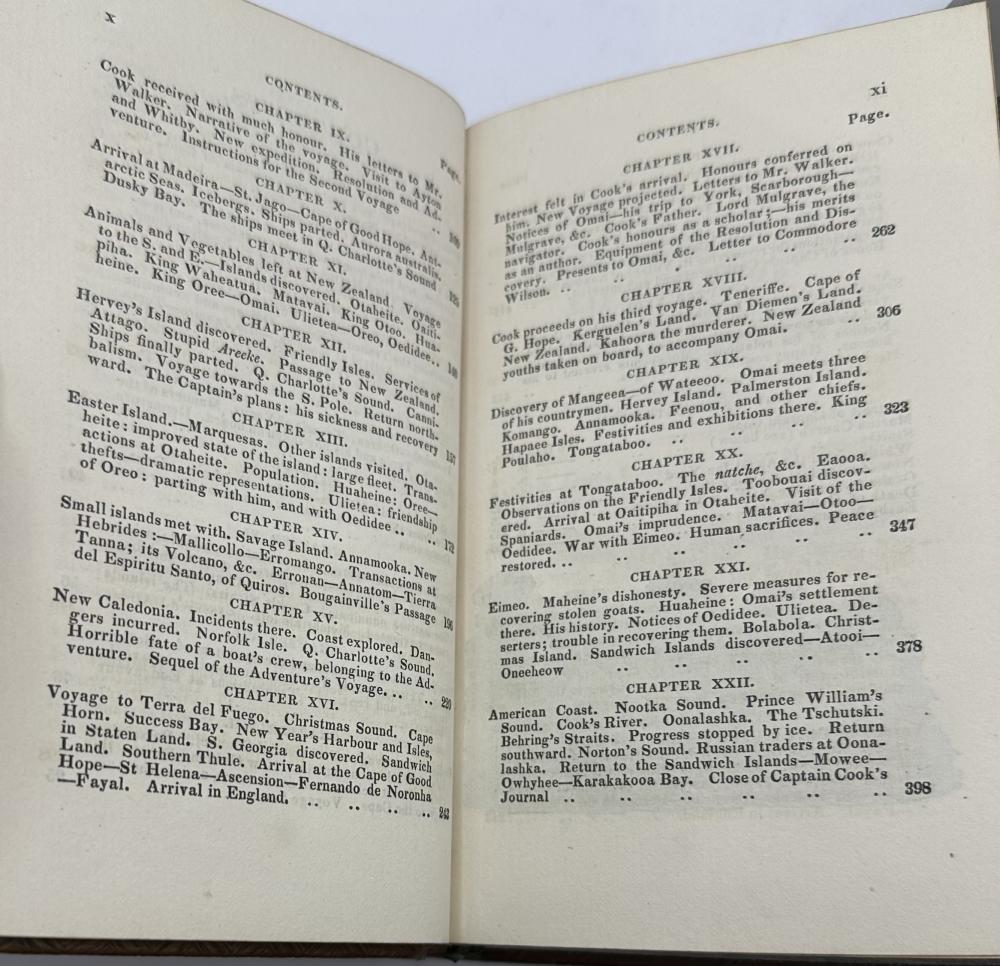 x
CONTENTS.
Page.
CHAPTER IX.
Cook received with much honour. His letters to Mr.
Walker. Narrative of the voyage. Visit to Ayton
and Whitby. New expedition. Resolution and Ad-
venture. Instructions for the Second Voyage ..
CHAPTER X.
Arrival at Madeira—St. Jago—Cape of Good Hope. Ant-
arctic Seas. Icebergs. Ships parted. Aurora australis.
Dusky Bay. The ships meet in Q. Charlotte's Sound
CHAPTER XI.
Animals and Vegetables left at New Zealand. Voyage
to the S. and E.—Islands discovered. Otaheite. Oaiti-
piha. King Waheatua. Matavai. King Otoo. Hua-
heine. King Oree—Omai. Ulietea—Oreo, Oedidee..
CHAPTER XII.
Hervey's Island discovered. Friendly Isles. Services of
Attago. Stupid Areeke. Passage to New Zealand.
Ships finally parted. Q. Charlotte's Sound. Canni-
balism. Voyage towards the S. Pole. Return north-
ward. The Captain's plans: his sickness and recovery 157
CHAPTER XIII.
Easter Island.—Marquesas. Other islands visited. Ota-
heite: improved state of the island: large fleet. Trans-
actions at Otaheite. Population. Huaheine: Oree—
thefts—dramatic representations. Ulietea: friendship
of Oreo: parting with him, and with Oedidee .. .. 172
CHAPTER XIV.
Small islands met with. Savage Island. Annamooka. New
Hebrides:—Mallicollo—Erromango. Transactions at
Tanna; its Volcano, &c. Erronan—Annatom—Tierra
del Espiritu Santo, of Quiros. Bougainville's Passage 196
CHAPTER XV.
New Caledonia. Incidents there. Coast explored. Dan-
gers incurred. Norfolk Isle. Q. Charlotte's Sound.
Horrible fate of a boat's crew, belonging to the Ad-
venture. Sequel of the Adventure's Voyage. .. .. 220
CHAPTER XVI.
Voyage to Terra del Fuego. Christmas Sound. Cape
Horn. Success Bay. New Year's Harbour and Isles,
in Staten Land. S. Georgia discovered. Sandwich
Land. Southern Thule. Arrival at the Cape of Good
Hope—St Helena—Ascension—Fernando de Noronha
—Fayal. Arrival in England. .. .. .. .. 243
xi
CONTENTS.
Page.
CHAPTER XVII.
Interest felt in Cook's arrival. Honours conferred on
him. New Voyage projected. Letters to Mr. Walker.
Notices of Omai—his trip to York, Scarborough—
Mulgrave, &c. Cook's Father. Lord Mulgrave, the
navigator. Cook's honours as a scholar;—his merits
as an author. Equipment of the Resolution and Dis-
covery. Presents to Omai, &c. Letter to Commodore
Wilson. .. .. .. .. .. 262
CHAPTER XVIII.
Cook proceeds on his third voyage. Teneriffe. Cape of
G. Hope. Kerguelen's Land. Van Diemen's Land.
New Zealand. Kahoora the murderer. New Zealand
youths taken on board, to accompany Omai. .. 306
CHAPTER XIX.
Discovery of Mangeea—of Wateeoo. Omai meets three
of his countrymen. Hervey Island. Palmerston Island.
Komango. Annamooka. Feenou, and other chiefs.
Hapaee Isles. Festivities and exhibitions there. King
Poulaho. Tongataboo. .. .. .. .. 323
CHAPTER XX.
Festivities at Tongataboo. The natche, &c. Eaooa.
Observations on the Friendly Isles. Toobouai discov-
ered. Arrival at Oaitipiha in Otaheite. Visit of the
Spaniards. Omai's imprudence. Matavai—Otoo—
Oedidee. War with Eimeo. Human sacrifices. Peace
restored. .. .. .. .. .. .. 347
CHAPTER XXI.
Eimeo. Maheine's dishonesty. Severe measures for re-
covering stolen goats. Huaheine: Omai's settlement
there. His history. Notices of Oedidee. Ulietea. De-
serters; trouble in recovering them. Bolabola. Christ-
mas Island. Sandwich Islands discovered—Atooi—
Oneeheow .. .. .. .. .. 378
CHAPTER XXII.
American Coast. Nootka Sound. Prince William's
Sound. Cook's River. Oonalashka. The Tschutski.
Behring's Straits. Progress stopped by ice. Return
southward. Norton's Sound. Russian traders at Oona-
lashka. Return to the Sandwich Islands—Mowee—
Owhyhee—Karakakooa Bay. Close of Captain Cook's
Journal .. .. .. .. .. .. 398